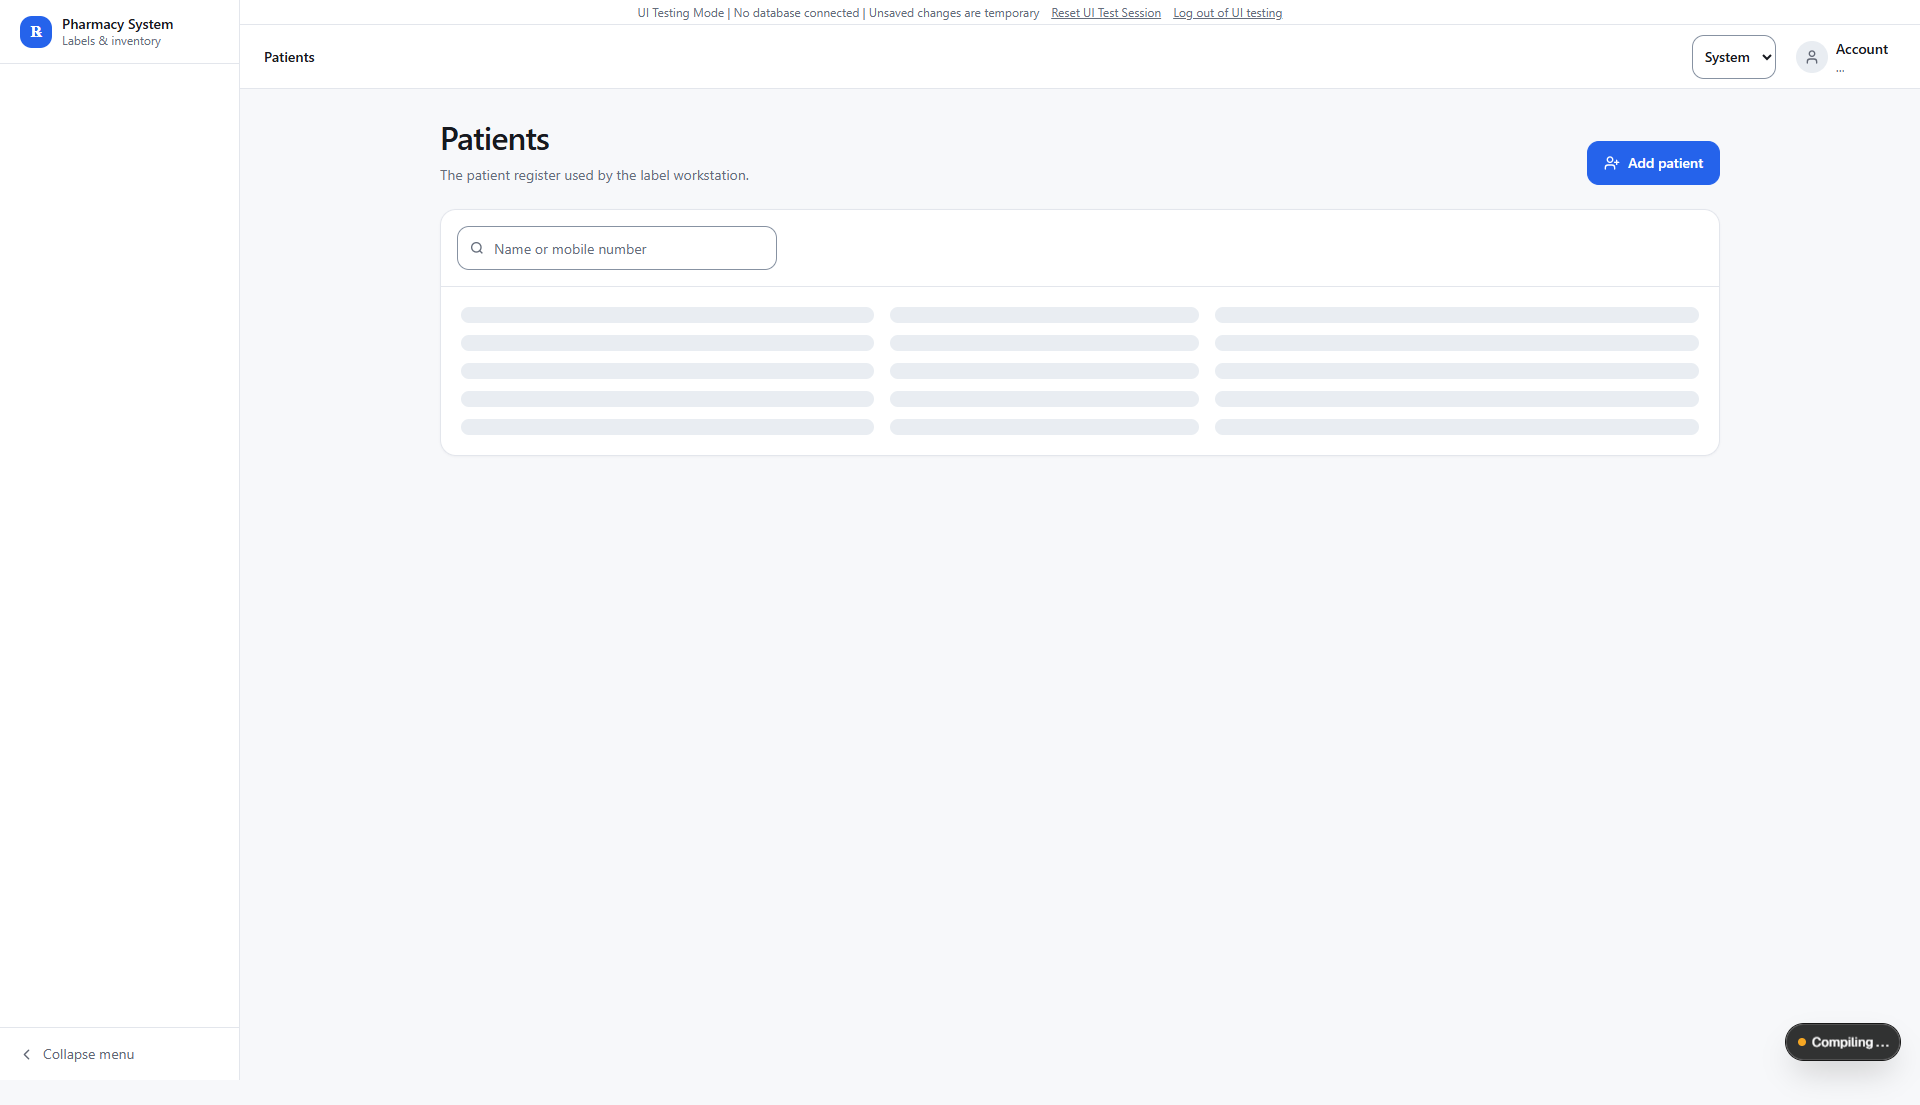 UI Testing Mode | No database connected | Unsaved changes are temporary Reset UI Test Session Log out of UI testing
℞
Pharmacy System
Labels & inventory
Patients
System
Account
...
Patients
The patient register used by the label workstation.
Add patient
Name or mobile number
Collapse menu
Compiling ...